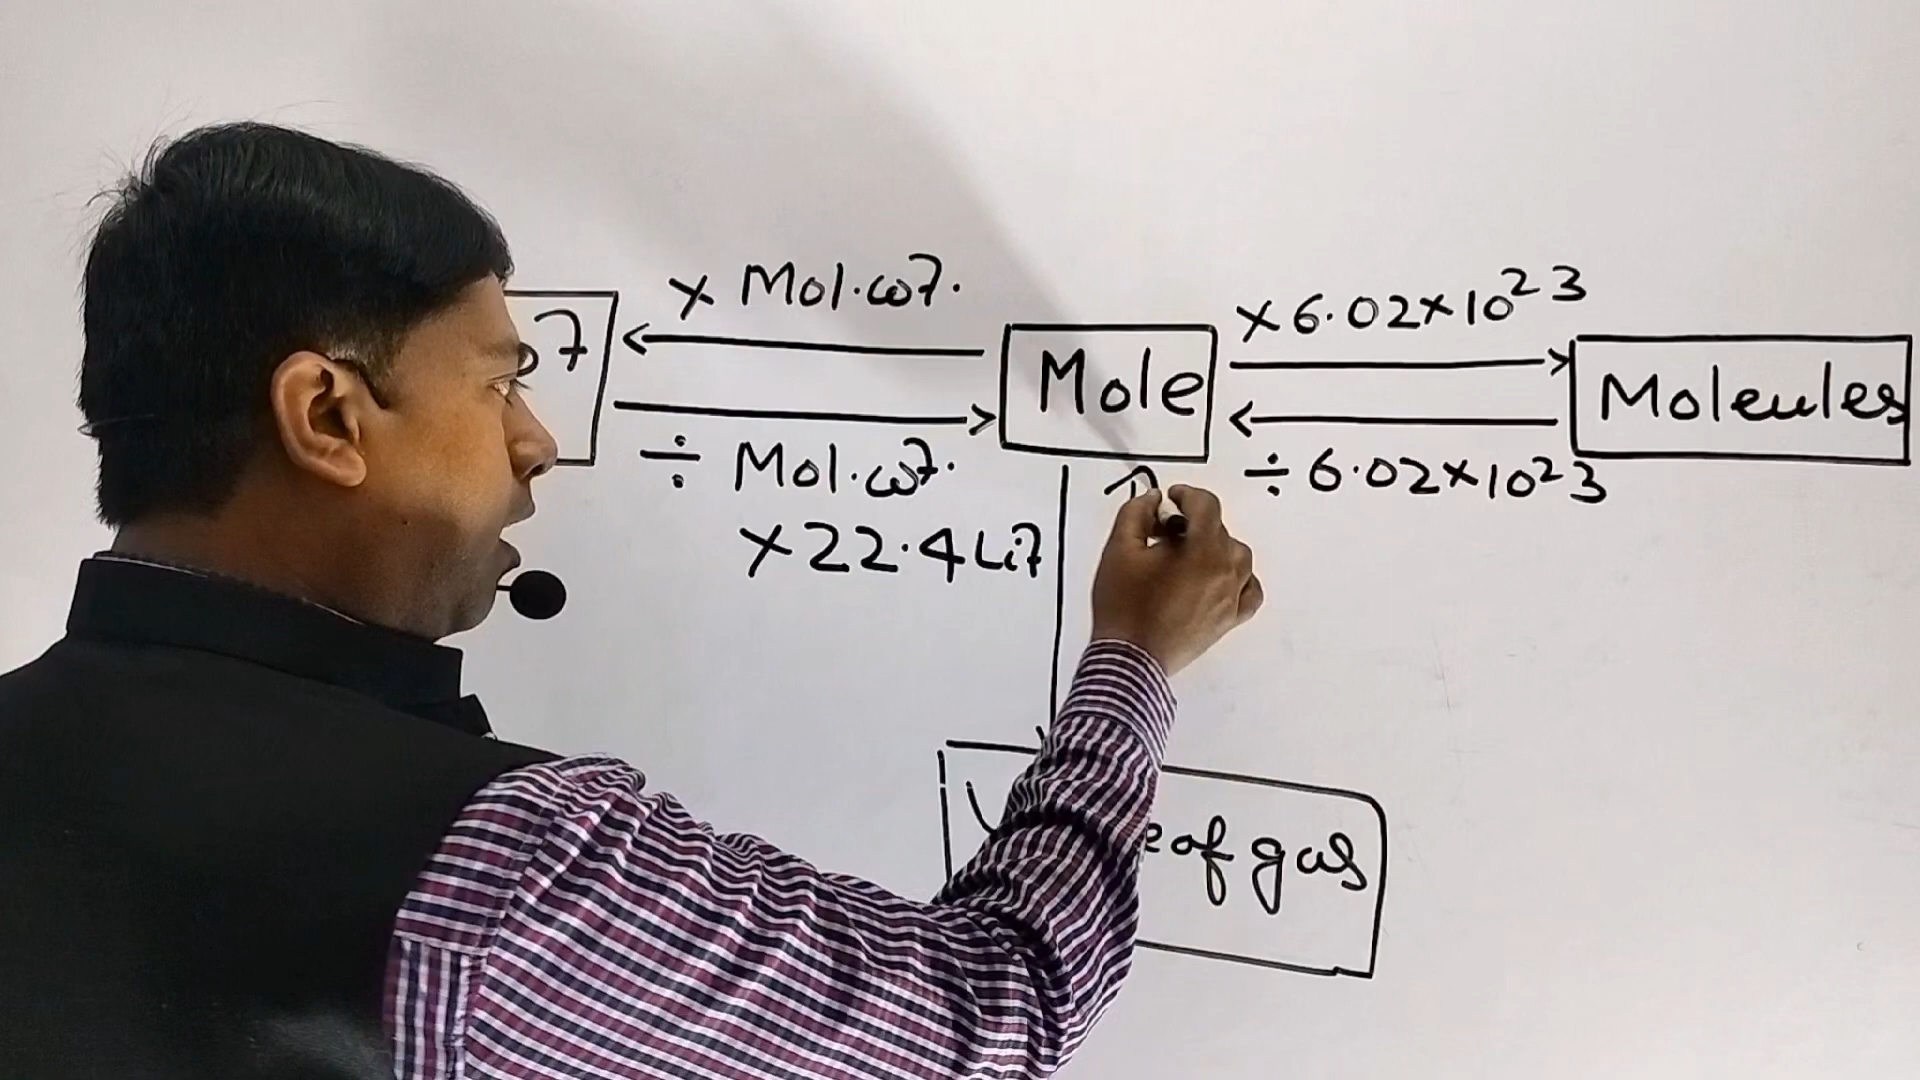 × Mol.wt.
Mole
×6.02×10²³
÷ Mol.wt.
÷6.02×10²³
Moleules
×22.4 Lit
of gas